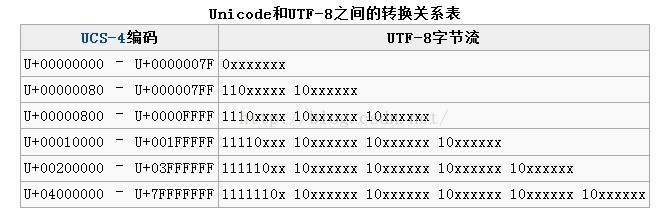 Unicode和UTF-8之间的转换关系表
UCS-4编码 UTF-8字节流
U+00000000 – U+0000007F 0xxxxxxx
U+00000080 – U+000007FF 110xxxxx 10xxxxxx
U+00000800 – U+0000FFFF 1110xxxx 10xxxxxx 10xxxxxx
U+00010000 – U+001FFFFF 11110xxx 10xxxxxx 10xxxxxx 10xxxxxx
U+00200000 – U+03FFFFFF 111110xx 10xxxxxx 10xxxxxx 10xxxxxx 10xxxxxx
U+04000000 – U+7FFFFFFF 1111110x 10xxxxxx 10xxxxxx 10xxxxxx 10xxxxxx 10xxxxxx